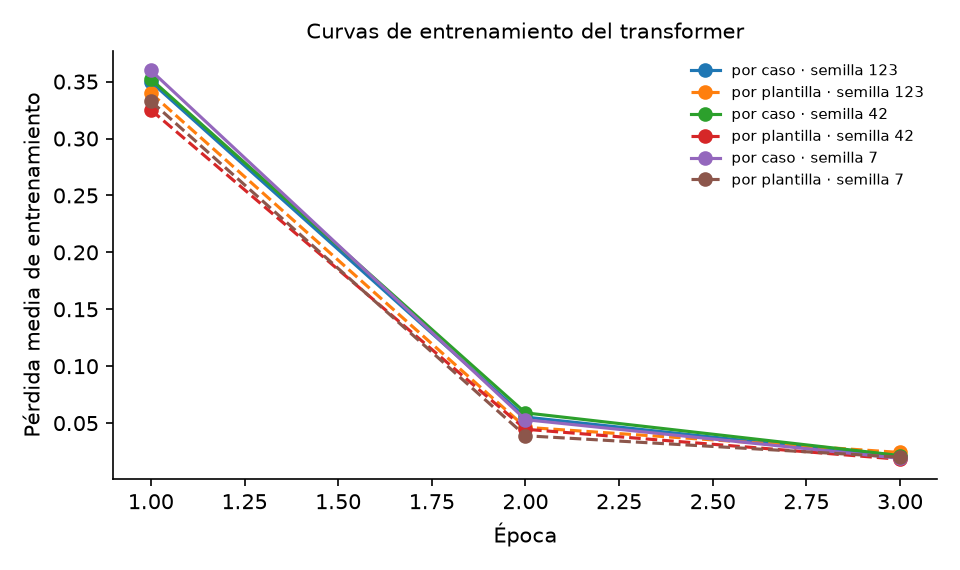 Curvas de entrenamiento del transformer
por caso · semilla 123
por plantilla · semilla 123
por caso · semilla 42
por plantilla · semilla 42
por caso · semilla 7
por plantilla · semilla 7
Pérdida media de entrenamiento
0.35
0.30
0.25
0.20
0.15
0.10
0.05
1.00 1.25 1.50 1.75 2.00 2.25 2.50 2.75 3.00
Época